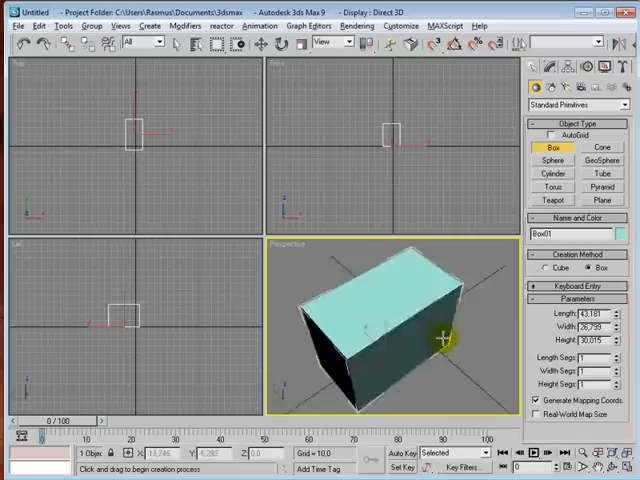 Untitled - Project Folder: C:\Users\Rasmus\Documents\3dsmax - Autodesk 3ds Max 9 - Display : Direct 3D
File Edit Tools Group Views Create Modifiers reactor Animation Graph Editors Rendering Customize MAXScript Help
All View
Top Front
Left Perspective
Standard Primitives
Object Type
AutoGrid
Box Cone
Sphere GeoSphere
Cylinder Tube
Torus Pyramid
Teapot Plane
Name and Color
Box01
Creation Method
Cube Box
Keyboard Entry
Parameters
Length: 43,181
Width: 26,799
Height: 30,015
Length Segs: 1
Width Segs: 1
Height Segs: 1
Generate Mapping Coords.
Real-World Map Size
0 / 100
0 10 20 30 40 50 60 70 80 90 100
1 Objec X: Y: Z: 0,0 Grid = 10,0 Auto Key Selected
Click and drag to begin creation process Add Time Tag Set Key Key Filters... 0